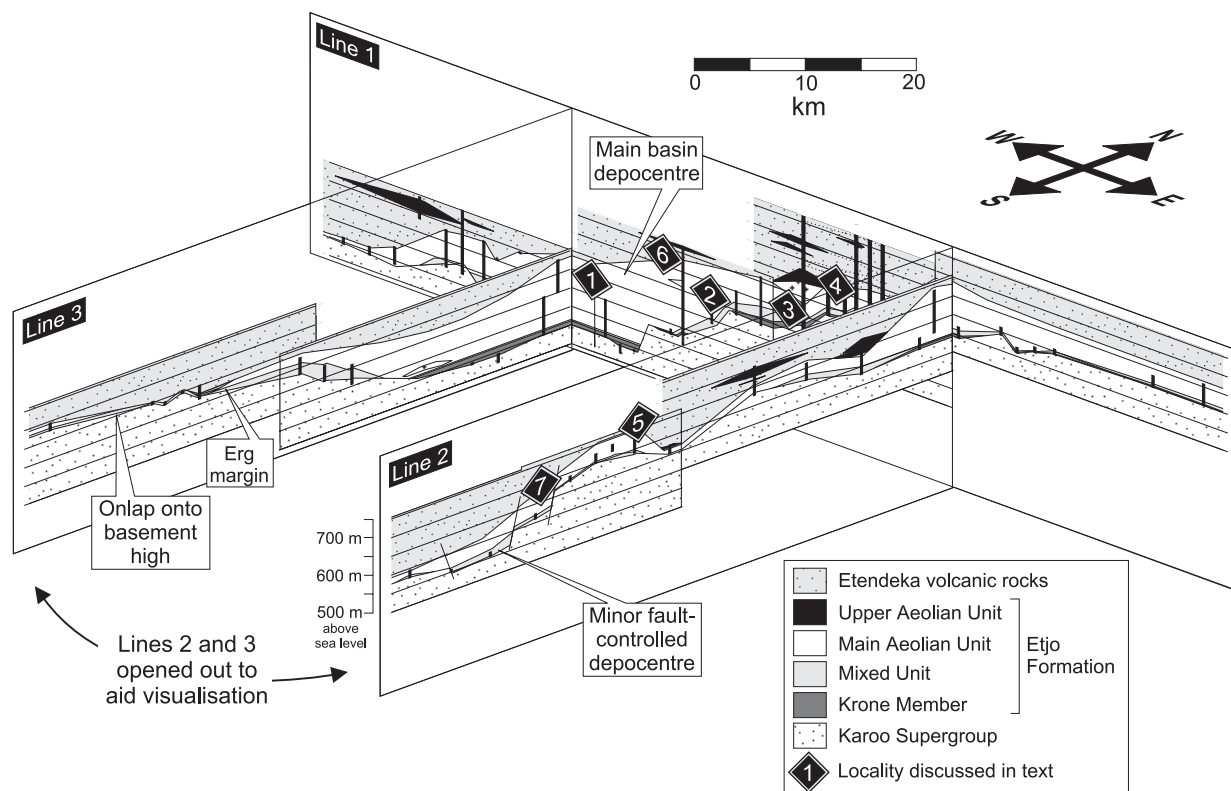 Line 1
0
10
20
km
W
N
S
E
Main basin
depocentre
6
1
2
4
3
Line 3
5
Line 2
7
Erg
margin
Onlap onto
basement
high
700 m
600 m
500 m
above
sea level
Minor fault-
controlled
depocentre
Lines 2 and 3
opened out to
aid visualisation
Etendeka volcanic rocks
Upper Aeolian Unit
Main Aeolian Unit
Mixed Unit
Krone Member
Etjo
Formation
Karoo Supergroup
1
Locality discussed in text